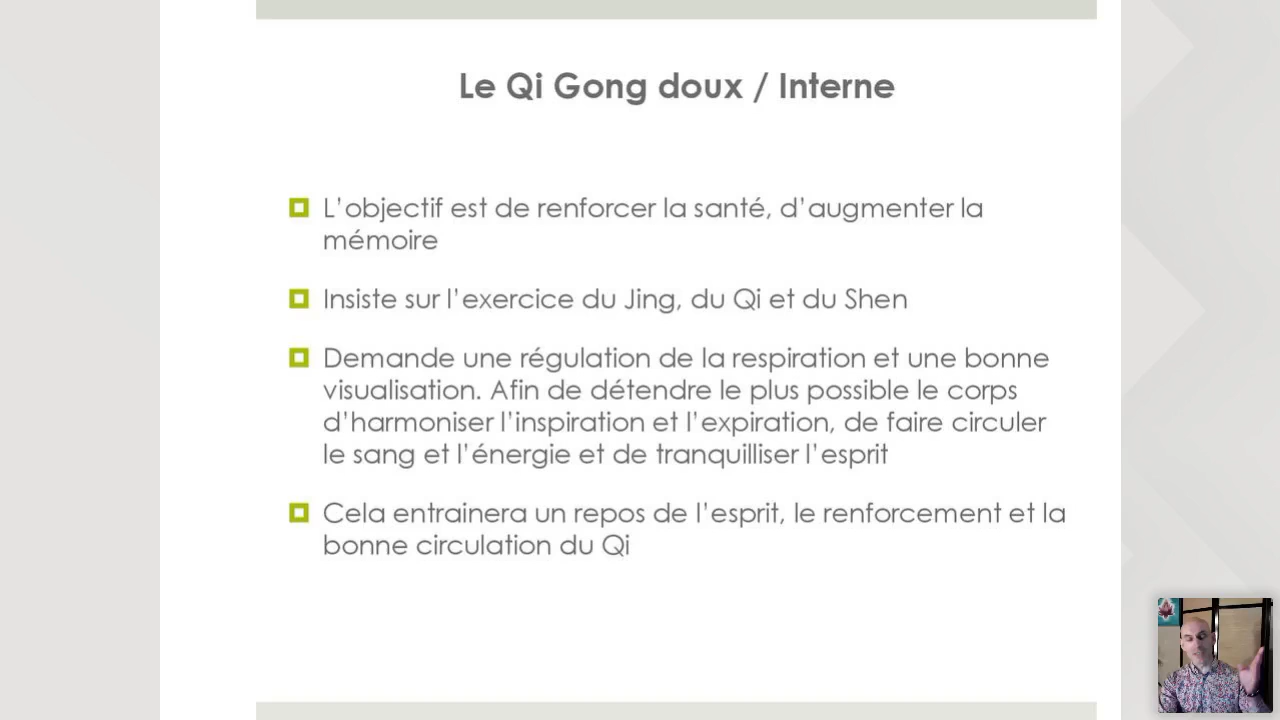 Le Qi Gong doux / Interne
L’objectif est de renforcer la santé, d’augmenter la
mémoire
Insiste sur l’exercice du Jing, du Qi et du Shen
Demande une régulation de la respiration et une bonne
visualisation. Afin de détendre le plus possible le corps
d’harmoniser l’inspiration et l’expiration, de faire circuler
le sang et l’énergie et de tranquilliser l’esprit
Cela entrainera un repos de l’esprit, le renforcement et la
bonne circulation du Qi